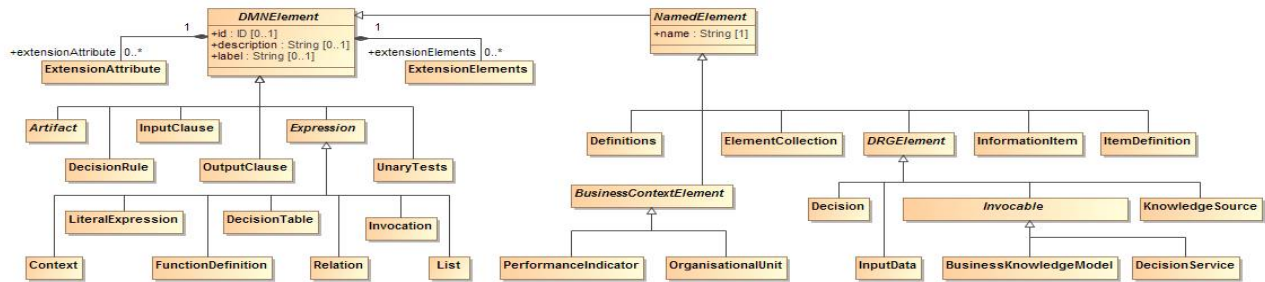 DMNElement
+id : ID [0..1]
+description : String [0..1]
+label : String [0..1]
1
1
+extensionAttribute 0..*
+extensionElements 0..*
ExtensionAttribute
ExtensionElements
NamedElement
+name : String [1]
Artifact
InputClause
Expression
DecisionRule
OutputClause
UnaryTests
LiteralExpression
DecisionTable
Invocation
Context
FunctionDefinition
Relation
List
Definitions
ElementCollection
DRGElement
InformationItem
ItemDefinition
BusinessContextElement
Decision
Invocable
KnowledgeSource
PerformanceIndicator
OrganisationalUnit
InputData
BusinessKnowledgeModel
DecisionService